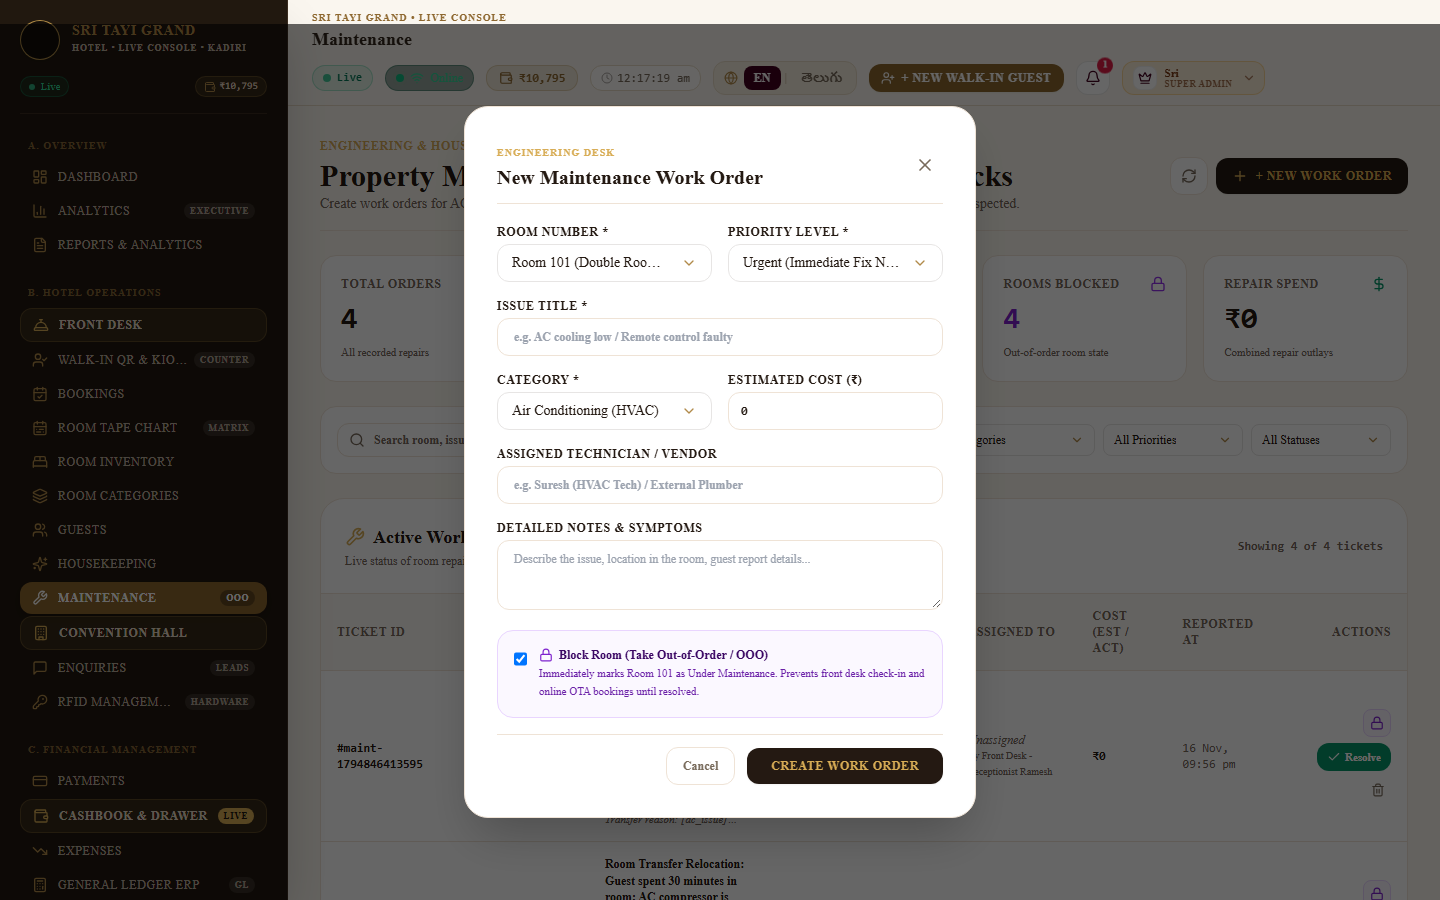 SRI TAYI GRAND
HOTEL • LIVE CONSOLE • KADIRI
Live
₹10,795
A. OVERVIEW
DASHBOARD
ANALYTICS
EXECUTIVE
REPORTS & ANALYTICS
B. HOTEL OPERATIONS
FRONT DESK
WALK-IN QR & KIO...
COUNTER
BOOKINGS
ROOM TAPE CHART
MATRIX
ROOM INVENTORY
ROOM CATEGORIES
GUESTS
HOUSEKEEPING
MAINTENANCE
OOO
CONVENTION HALL
ENQUIRIES
LEADS
RFID MANAGEM...
HARDWARE
C. FINANCIAL MANAGEMENT
PAYMENTS
CASHBOOK & DRAWER
LIVE
EXPENSES
GENERAL LEDGER ERP
GL
SRI TAYI GRAND • LIVE CONSOLE
Maintenance
Live
₹10,795
12:17:19 am
EN
తెలుగు
+ NEW WALK-IN GUEST
1
Sri
SUPER ADMIN
ENGINEERING & HOUS
Property M
cks
Create work orders for AC
spected.
+ NEW WORK ORDER
TOTAL ORDERS
4
All recorded repairs
ROOMS BLOCKED
4
Out-of-order room state
REPAIR SPEND
₹0
Combined repair outlays
Search room, issu
gories
All Priorities
All Statuses
Active Worl
Live status of room repa
Showing 4 of 4 tickets
TICKET ID
SSIGNED TO
COST
(EST /
ACT)
REPORTED
AT
ACTIONS
#maint-
1794846413595
nassigned
y Front Desk -
eceptionist Ramesh
₹0
16 Nov,
09:56 pm
Resolve
Transfer reason: [ac_issue] ...
Room Transfer Relocation:
Guest spent 30 minutes in
room; AC compressor is
ENGINEERING DESK
New Maintenance Work Order
ROOM NUMBER *
PRIORITY LEVEL *
Room 101 (Double Roo...
Urgent (Immediate Fix N...
ISSUE TITLE *
e.g. AC cooling low / Remote control faulty
CATEGORY *
ESTIMATED COST (₹)
Air Conditioning (HVAC)
0
ASSIGNED TECHNICIAN / VENDOR
e.g. Suresh (HVAC Tech) / External Plumber
DETAILED NOTES & SYMPTOMS
Describe the issue, location in the room, guest report details...
Block Room (Take Out-of-Order / OOO)
Immediately marks Room 101 as Under Maintenance. Prevents front desk check-in and
online OTA bookings until resolved.
Cancel
CREATE WORK ORDER